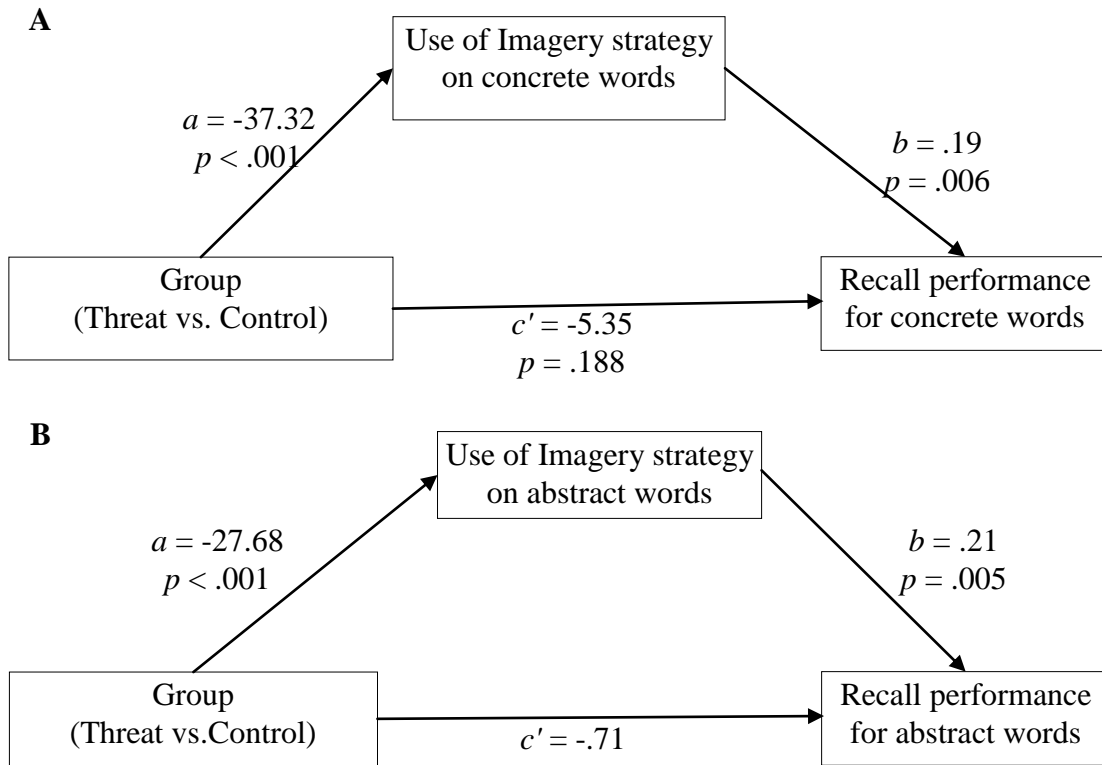 A
Use of Imagery strategy
on concrete words
a = -37.32
p < .001
b = .19
p = .006
Group
(Threat vs. Control)
Recall performance
for concrete words
c' = -5.35
p = .188
B
Use of Imagery strategy
on abstract words
a = -27.68
p < .001
b = .21
p = .005
Group
(Threat vs.Control)
Recall performance
for abstract words
c' = -.71